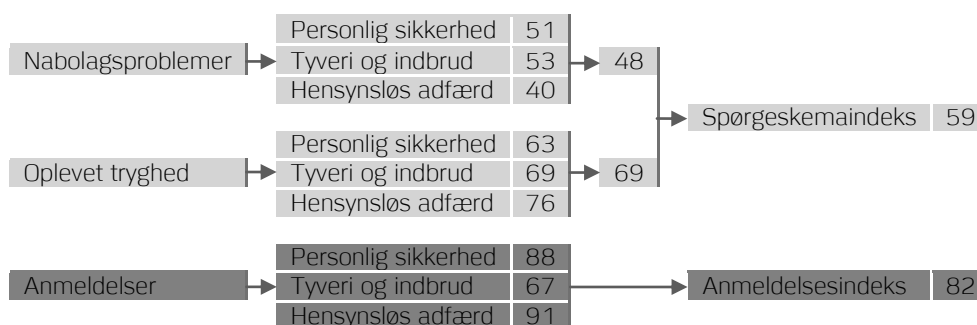 Personlig sikkerhed 51
Nabolagsproblemer Tyveri og indbrud 53 48
Hensynsløs adfærd 40
Spørgeskemaindeks 59
Personlig sikkerhed 63
Oplevet tryghed Tyveri og indbrud 69 69
Hensynsløs adfærd 76
Personlig sikkerhed 88
Anmeldelser Tyveri og indbrud 67 Anmeldelsesindeks 82
Hensynsløs adfærd 91